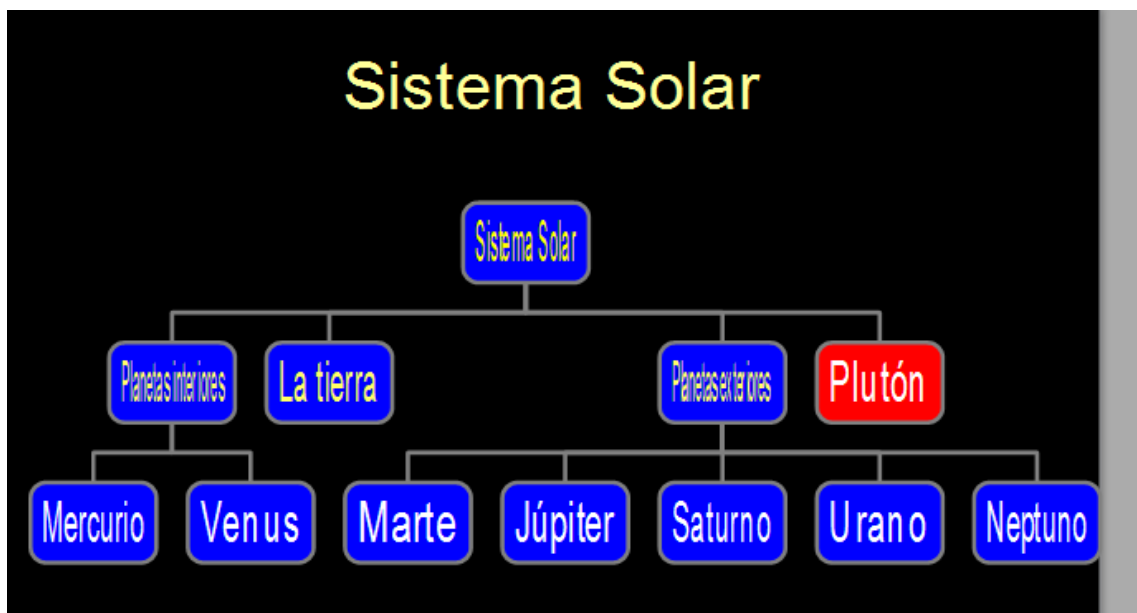 Sistema Solar
Sistema Solar
Planetas interiores
La tierra
Planetas exteriores
Plutón
Mercurio
Venus
Marte
Júpiter
Saturno
Urano
Neptuno